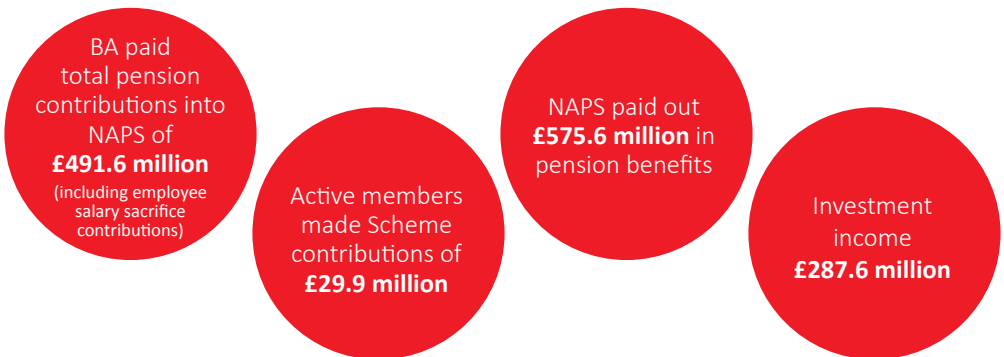 BA paid
total pension
contributions into
NAPS of
£491.6 million
(including employee
salary sacrifice
contributions)
Active members
made Scheme
contributions of
£29.9 million
NAPS paid out
£575.6 million in
pension benefits
Investment
income
£287.6 million